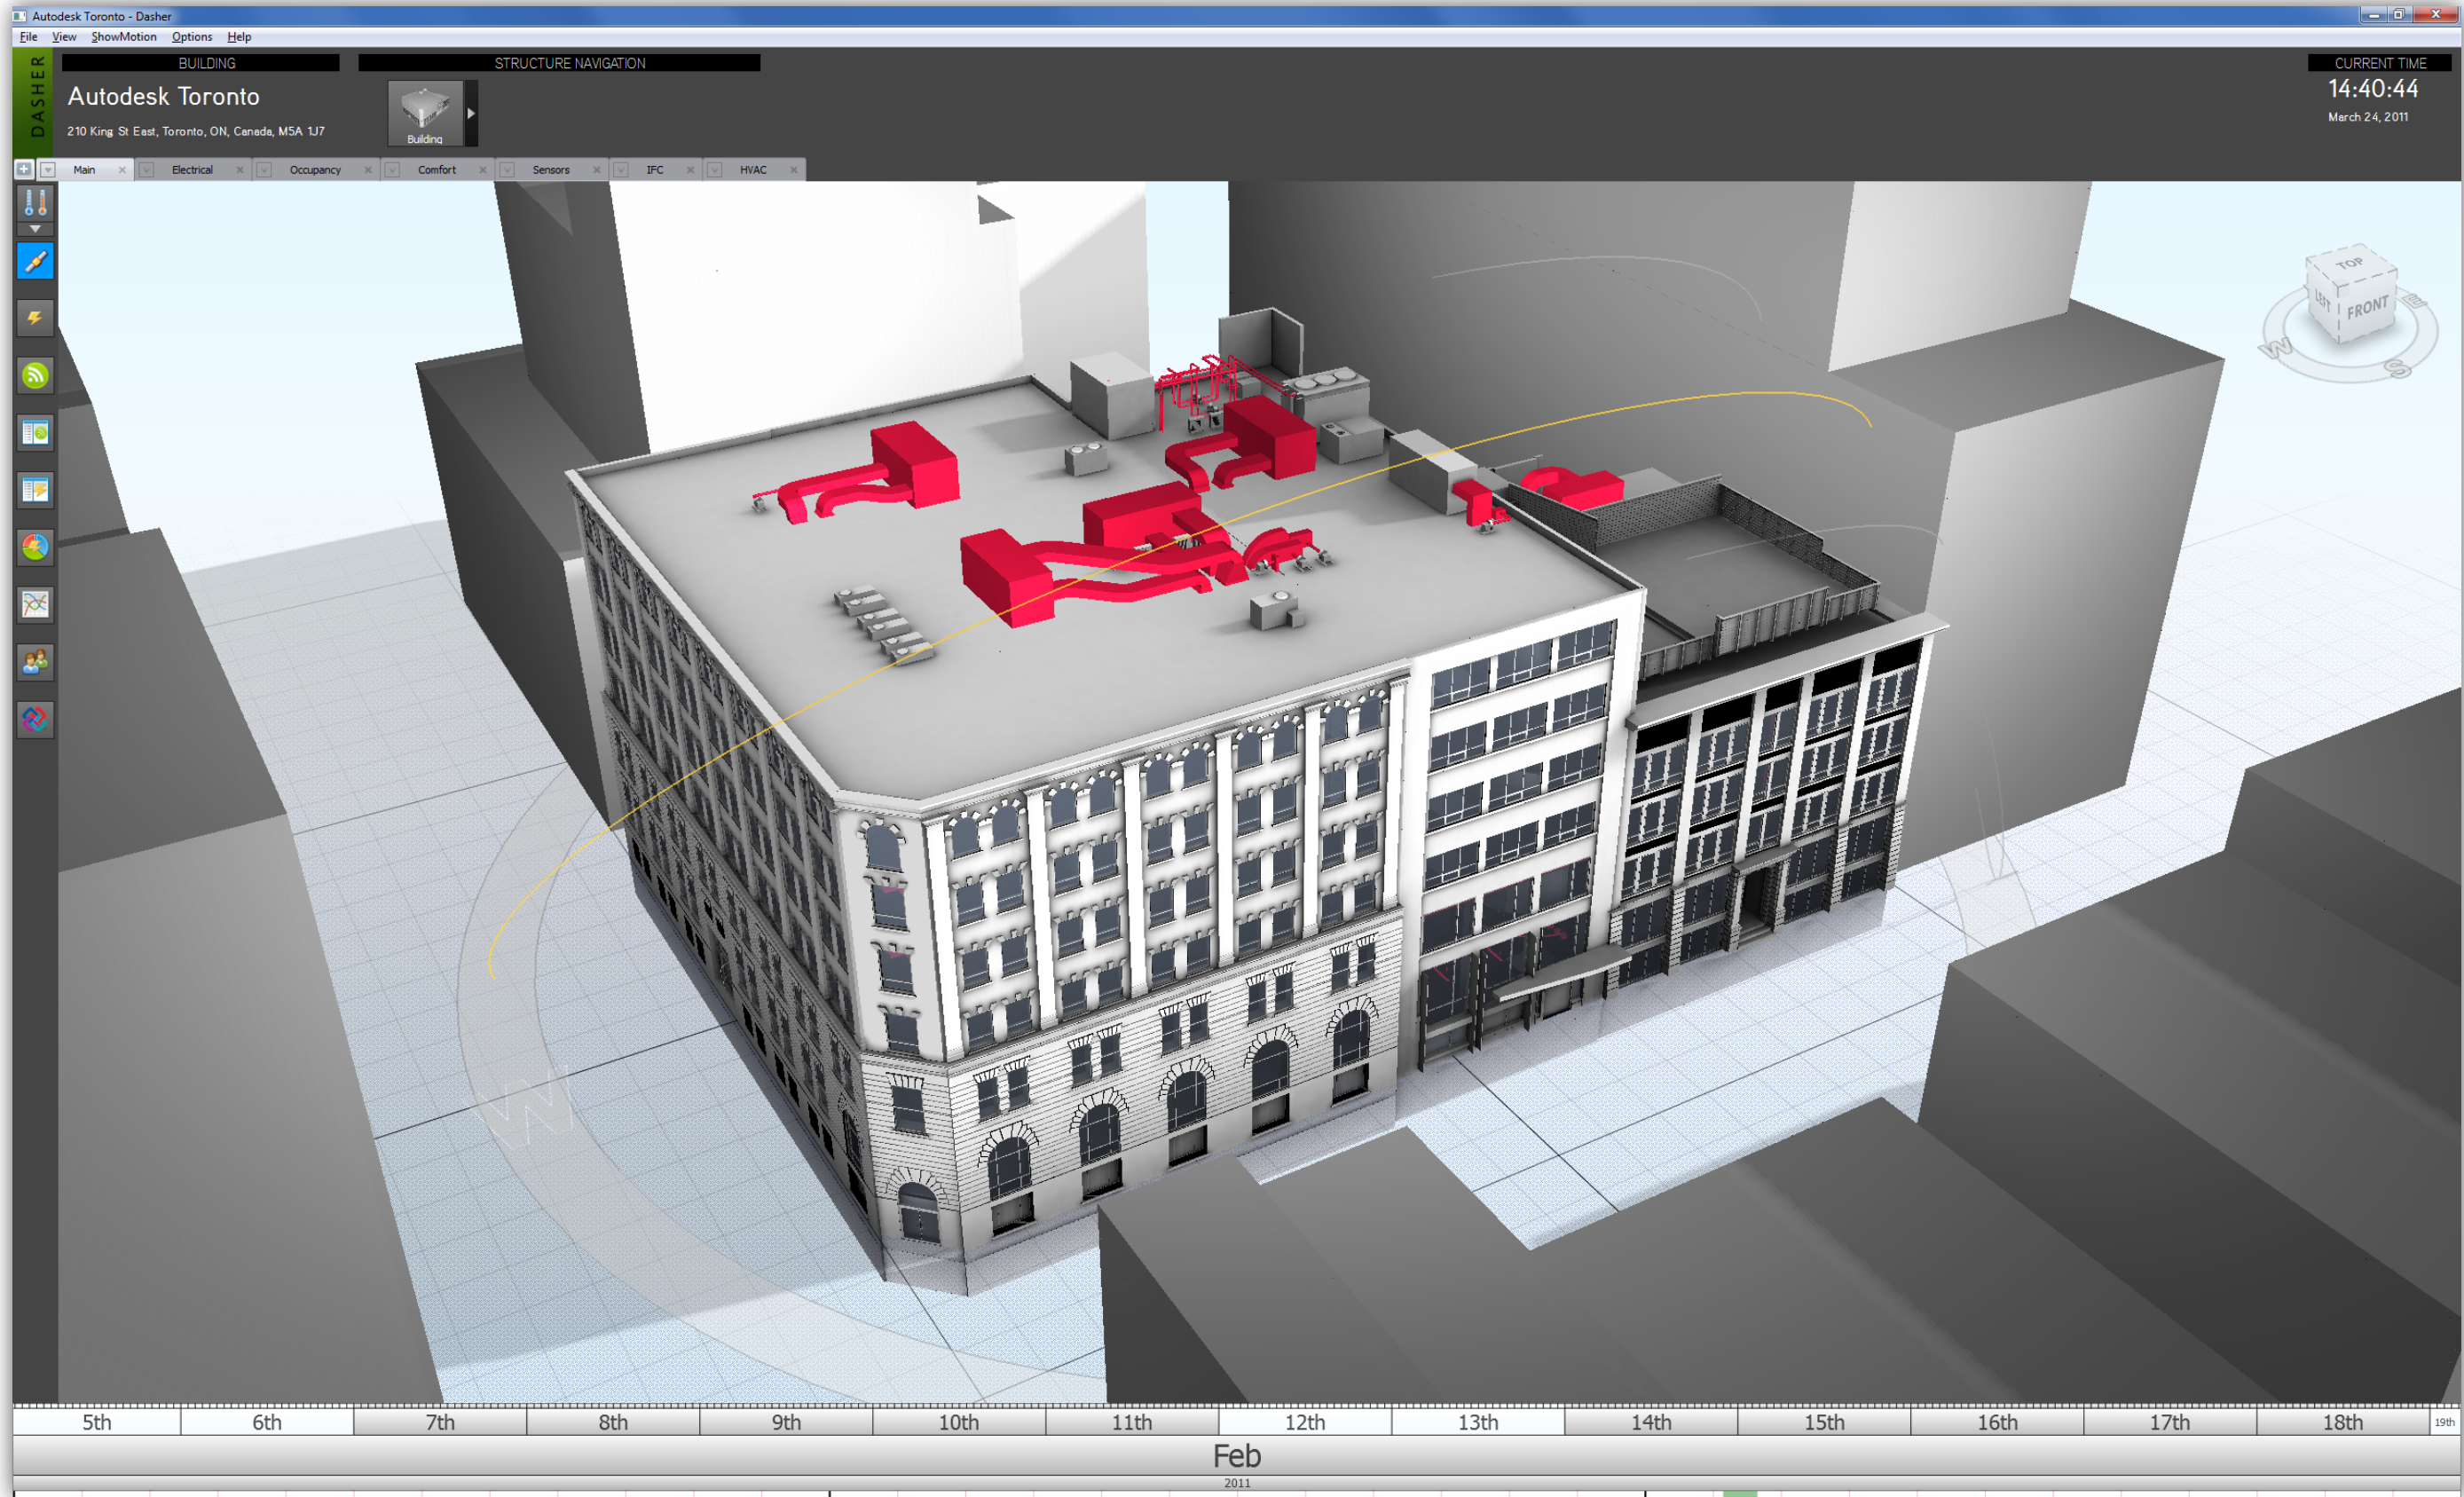 Autodesk Toronto - Dasher
File View ShowMotion Options Help
DASHER
BUILDING
STRUCTURE NAVIGATION
CURRENT TIME
Autodesk Toronto
210 King St East, Toronto, ON, Canada, M5A 1J7
Building
14:40:44
March 24, 2011
Main Electrical Occupancy Comfort Sensors IFC HVAC
TOP
LEFT FRONT
E
W
S
W
5th 6th 7th 8th 9th 10th 11th 12th 13th 14th 15th 16th 17th 18th 19th
Feb
2011